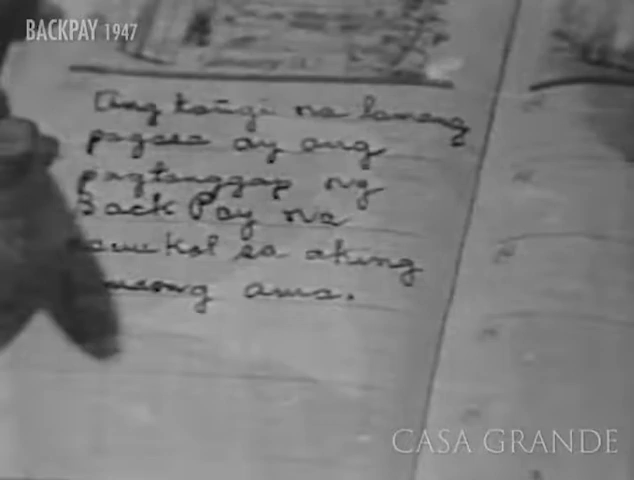 BACKPAY 1947
Ang tangi na lamang
pagasa ay ang
pagtanggap ng
Back Pay na
sa aking
ama.
CASA GRANDE